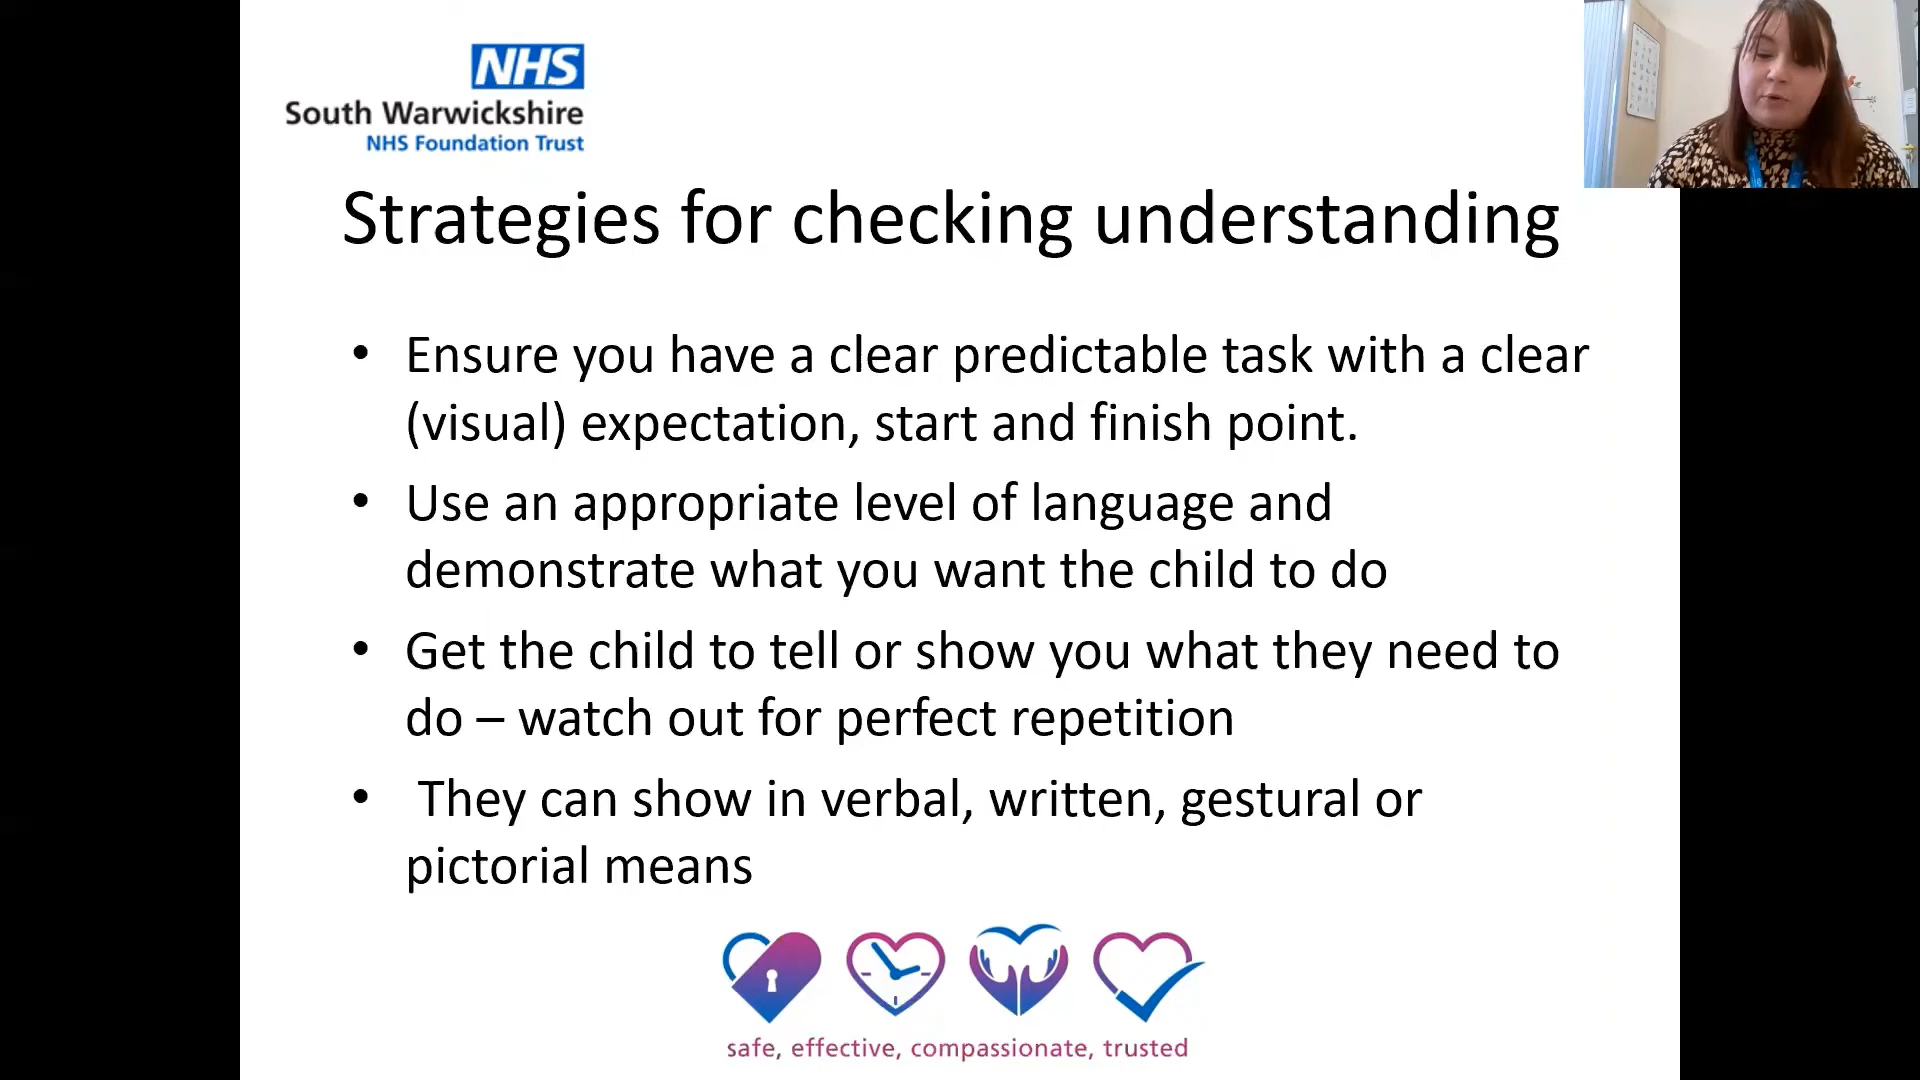 NHS
South Warwickshire
NHS Foundation Trust
Strategies for checking understanding
• Ensure you have a clear predictable task with a clear
(visual) expectation, start and finish point.
• Use an appropriate level of language and
demonstrate what you want the child to do
• Get the child to tell or show you what they need to
do – watch out for perfect repetition
• They can show in verbal, written, gestural or
pictorial means
safe, effective, compassionate, trusted